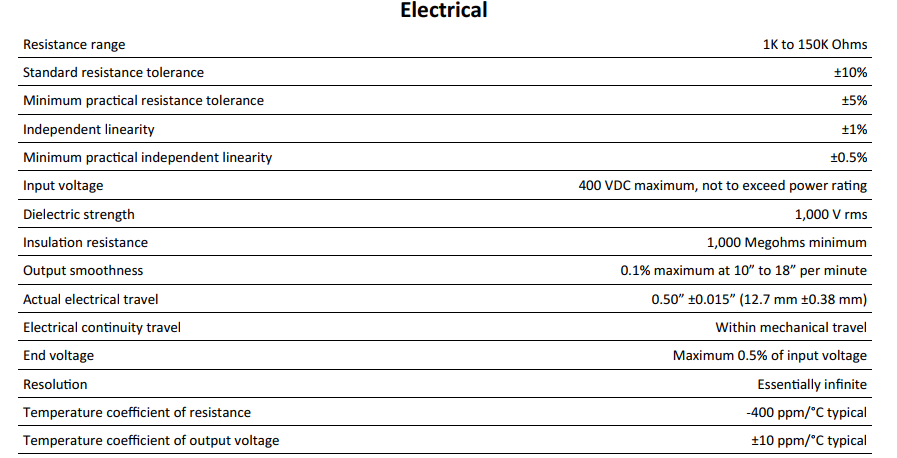 Electrical
Resistance range 1K to 150K Ohms
Standard resistance tolerance ±10%
Minimum practical resistance tolerance ±5%
Independent linearity ±1%
Minimum practical independent linearity ±0.5%
Input voltage 400 VDC maximum, not to exceed power rating
Dielectric strength 1,000 V rms
Insulation resistance 1,000 Megohms minimum
Output smoothness 0.1% maximum at 10” to 18” per minute
Actual electrical travel 0.50” ±0.015” (12.7 mm ±0.38 mm)
Electrical continuity travel Within mechanical travel
End voltage Maximum 0.5% of input voltage
Resolution Essentially infinite
Temperature coefficient of resistance -400 ppm/°C typical
Temperature coefficient of output voltage ±10 ppm/°C typical